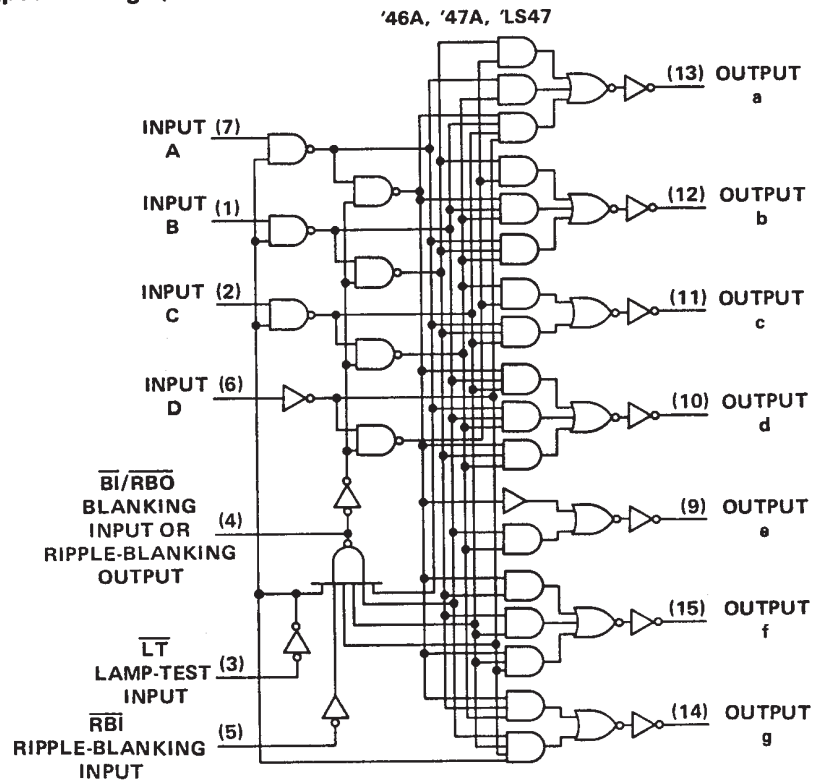 '46A, '47A, 'LS47
(13) OUTPUT
a
INPUT (7)
A
INPUT (1)
B
(12) OUTPUT
b
INPUT (2)
C
(11) OUTPUT
c
INPUT (6)
D
(10) OUTPUT
d
BI/RBO
BLANKING
INPUT OR (4)
RIPPLE-BLANKING
OUTPUT
(9) OUTPUT
e
(15) OUTPUT
f
LT
LAMP-TEST (3)
INPUT
RBI
RIPPLE-BLANKING (5)
INPUT
(14) OUTPUT
g